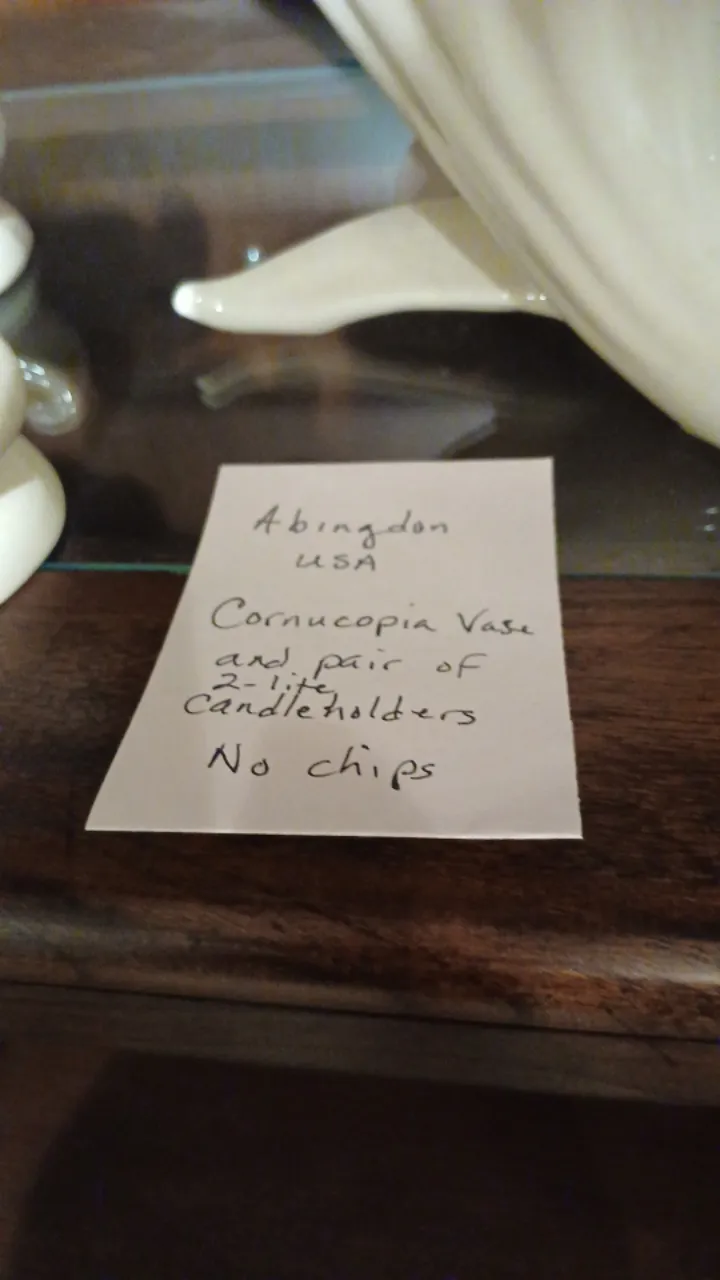 Abingdon
USA
Cornucopia Vase
and pair of
2-lite
Candleholders
No chips